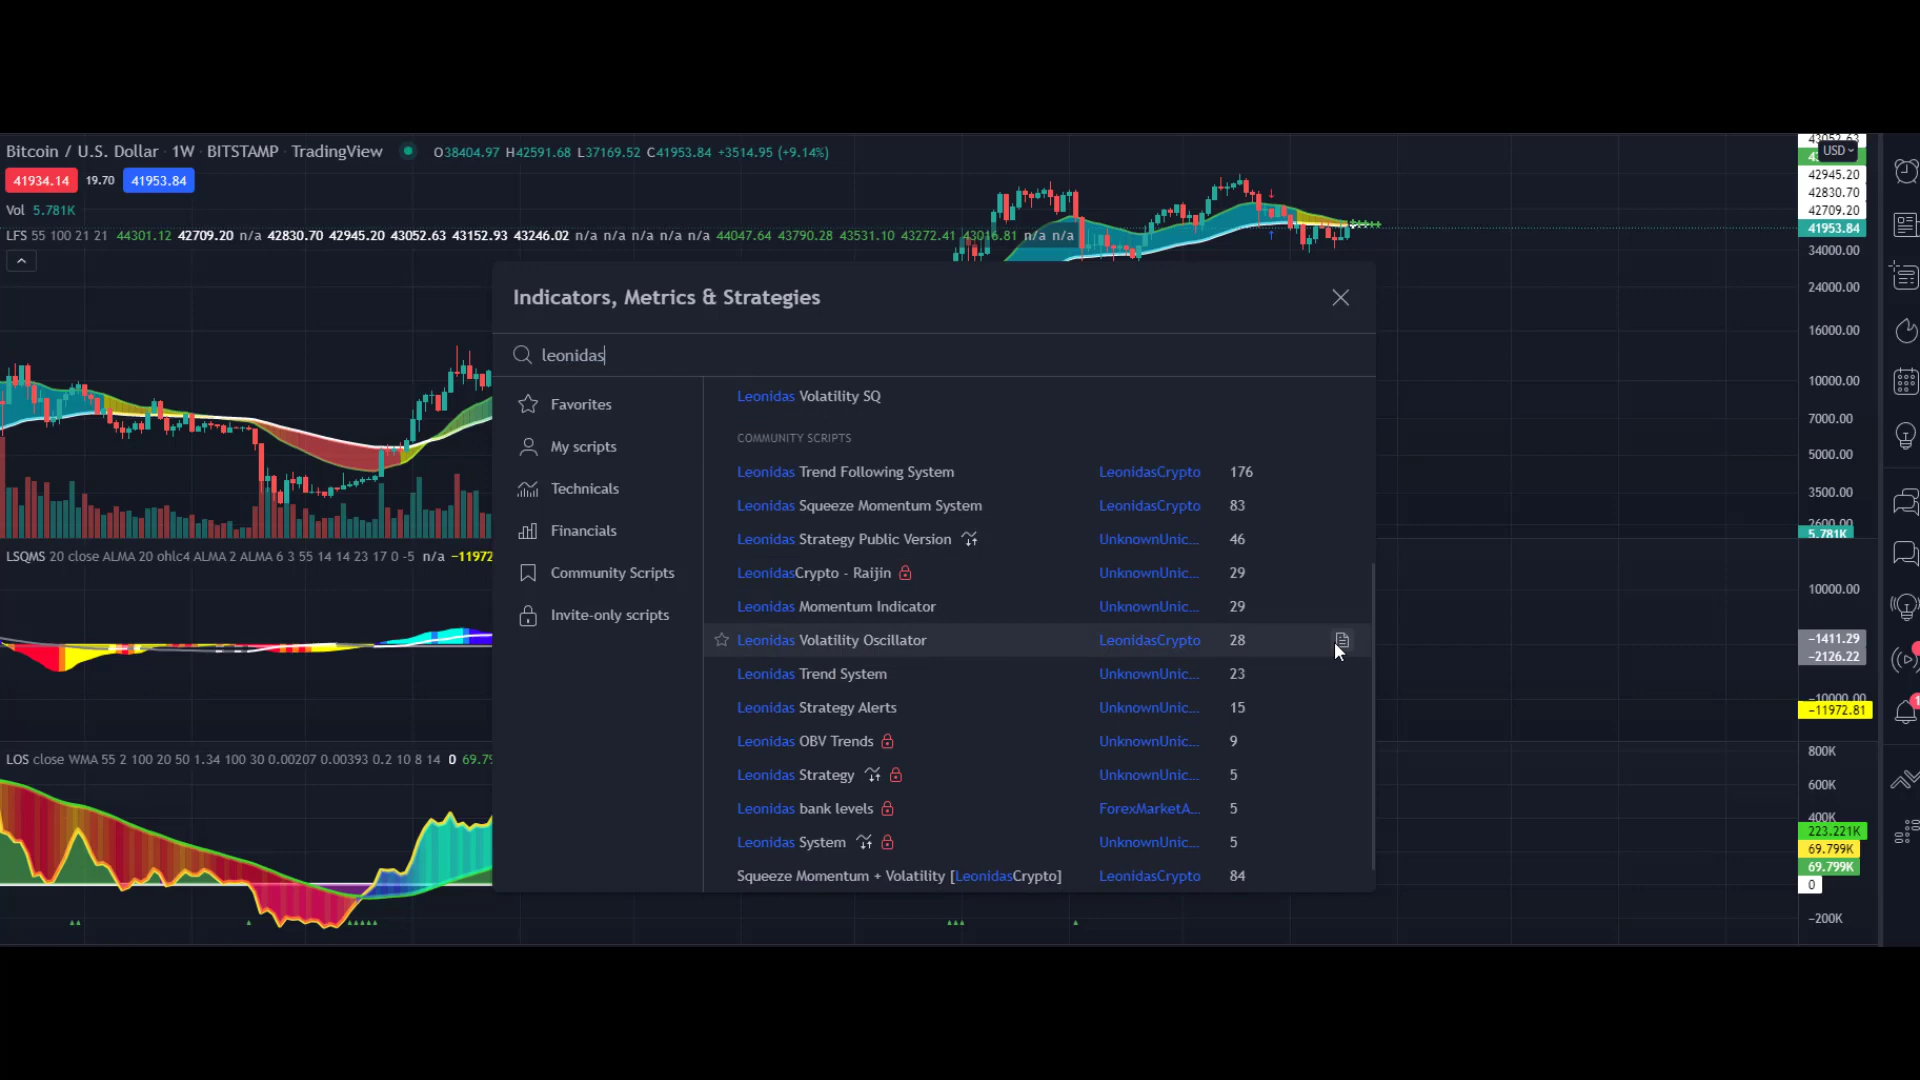 Bitcoin / U.S. Dollar 1W BITSTAMP TradingView O38404.97 H42591.68 L37169.52 C41953.84 +3514.95 (+9.14%)
41934.14 19.70 41953.84
Vol 5.781K
LFS 55 100 21 21 44301.12 42709.20 n/a 42830.70 42945.20 43052.63 43152.93 43246.02 n/a n/a n/a n/a n/a 44047.64 43790.28 43531.10 43272.41 43016.81 n/a n/a
USD
42945.20
42830.70
42709.20
41953.84
34000.00
24000.00
16000.00
10000.00
7000.00
5000.00
3500.00
2600.00
5.781K
Indicators, Metrics & Strategies
leonidas
Favorites
My scripts
Technicals
Financials
Community Scripts
Invite-only scripts
Leonidas Volatility SQ
COMMUNITY SCRIPTS
Leonidas Trend Following System LeonidasCrypto 176
Leonidas Squeeze Momentum System LeonidasCrypto 83
Leonidas Strategy Public Version UnknownUnic... 46
LeonidasCrypto - Raijin UnknownUnic... 29
Leonidas Momentum Indicator UnknownUnic... 29
Leonidas Volatility Oscillator LeonidasCrypto 28
Leonidas Trend System UnknownUnic... 23
Leonidas Strategy Alerts UnknownUnic... 15
Leonidas OBV Trends UnknownUnic... 9
Leonidas Strategy UnknownUnic... 5
Leonidas bank levels ForexMarketA... 5
Leonidas System UnknownUnic... 5
Squeeze Momentum + Volatility [LeonidasCrypto] LeonidasCrypto 84
LSQMS 20 close ALMA 20 ohlc4 ALMA 2 ALMA 6 3 55 14 14 23 17 0 -5 n/a −11972
10000.00
−1411.29
−2126.22
−10000.00
−11972.81
LOS close WMA 55 2 100 20 50 1.34 100 30 0.00207 0.00393 0.2 10 8 14 0 69.79
800K
600K
400K
223.221K
69.799K
69.799K
0
−200K